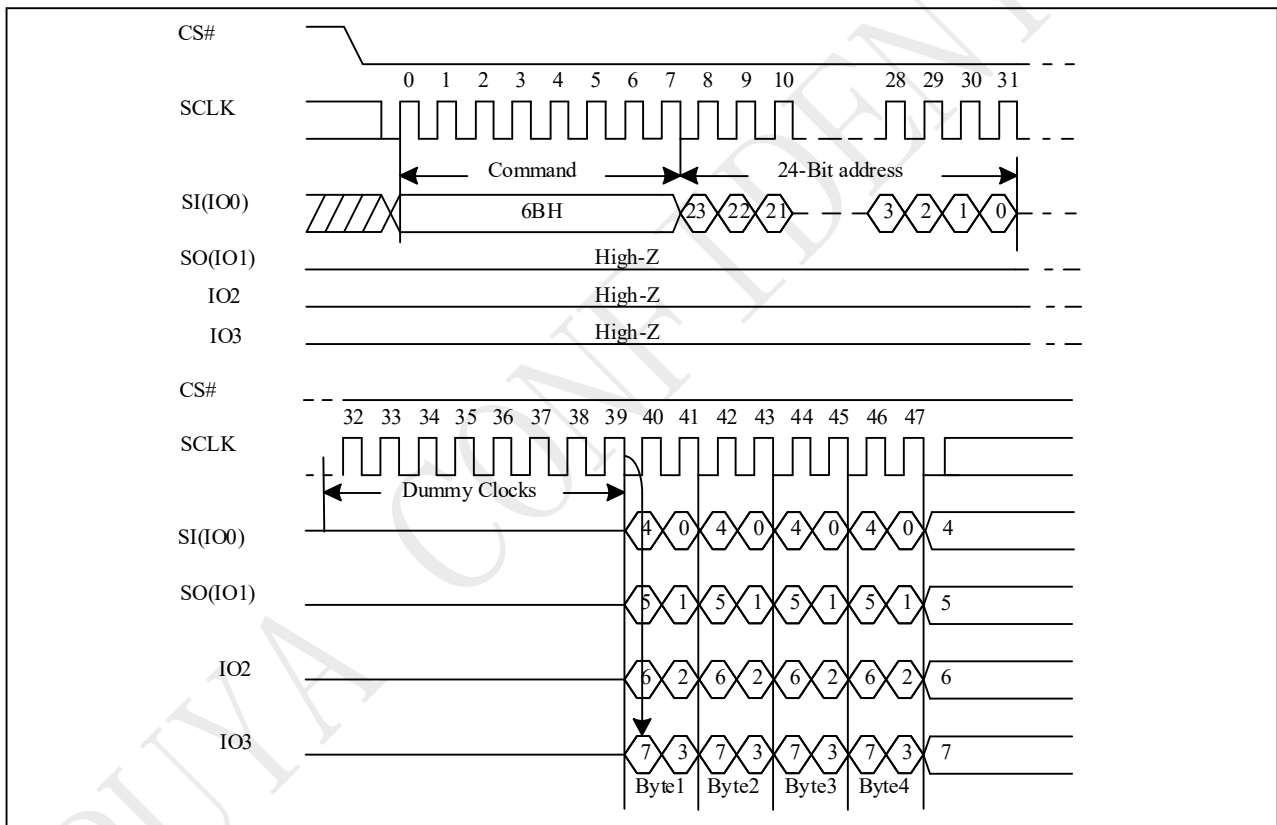 CS#
0 1 2 3 4 5 6 7 8 9 10 28 29 30 31
SCLK
Command 24-Bit address
SI(IO0) 6BH 23 22 21 3 2 1 0
SO(IO1) High-Z
IO2 High-Z
IO3 High-Z
CS#
32 33 34 35 36 37 38 39 40 41 42 43 44 45 46 47
SCLK
Dummy Clocks
SI(IO0) 4 0 4 0 4 0 4 0 4
SO(IO1) 5 1 5 1 5 1 5 1 5
IO2 6 2 6 2 6 2 6 2 6
IO3 7 3 7 3 7 3 7 3 7
Byte1 Byte2 Byte3 Byte4
PUYA CONFIDENT